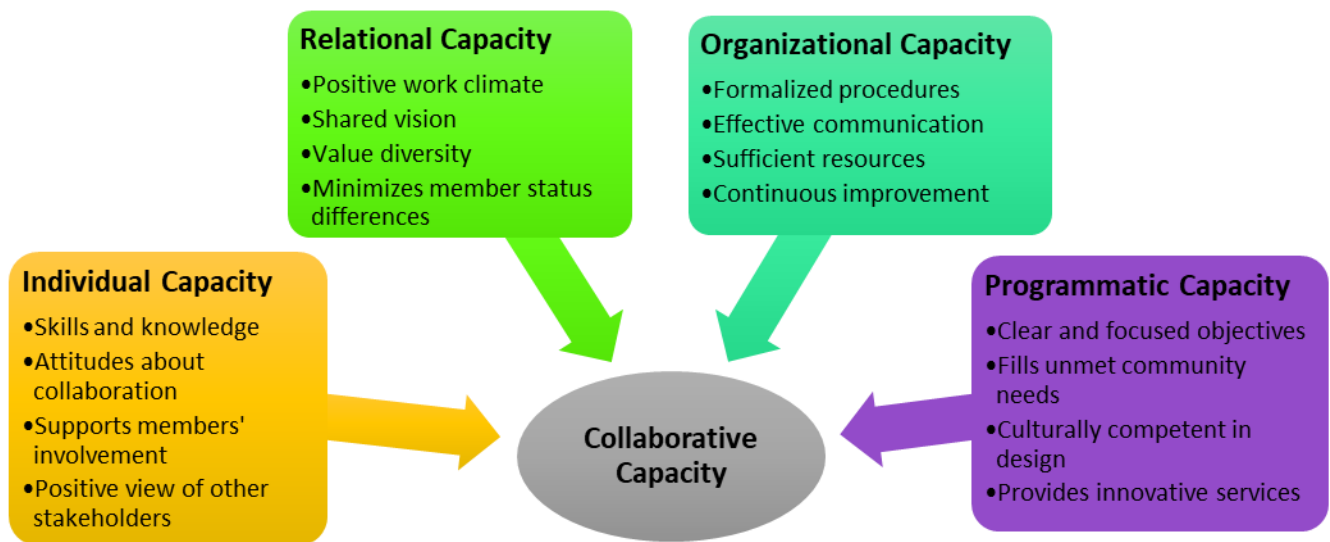 Relational Capacity
•Positive work climate
•Shared vision
•Value diversity
•Minimizes member status
differences
Organizational Capacity
•Formalized procedures
•Effective communication
•Sufficient resources
•Continuous improvement
Individual Capacity
•Skills and knowledge
•Attitudes about
collaboration
•Supports members'
involvement
•Positive view of other
stakeholders
Programmatic Capacity
•Clear and focused objectives
•Fills unmet community
needs
•Culturally competent in
design
•Provides innovative services
Collaborative
Capacity